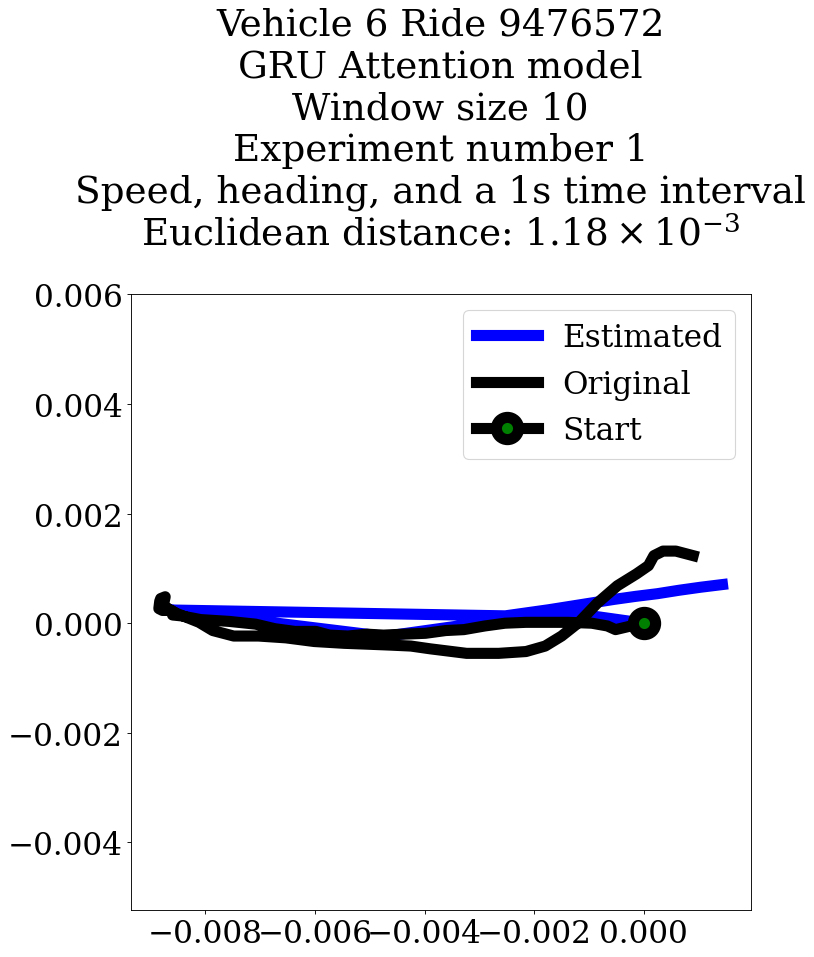 Vehicle 6 Ride 9476572
GRU Attention model
Window size 10
Experiment number 1
Speed, heading, and a 1s time interval
Euclidean distance: 1.18 × 10⁻³
0.006
0.004
0.002
0.000
−0.002
−0.004
Estimated
Original
Start
−0.008 −0.006 −0.004 −0.002 0.000